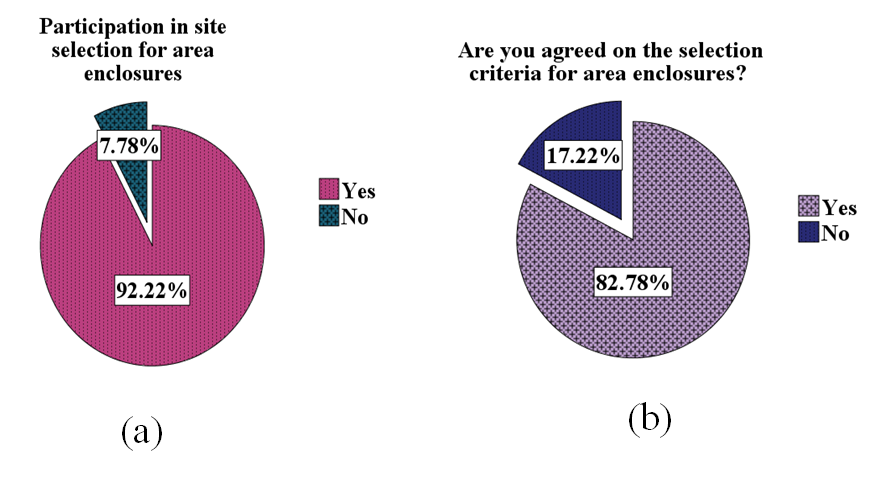 Participation in site
selection for area
enclosures
7.78%
92.22%
Yes
No
(a)
Are you agreed on the selection
criteria for area enclosures?
17.22%
82.78%
Yes
No
(b)